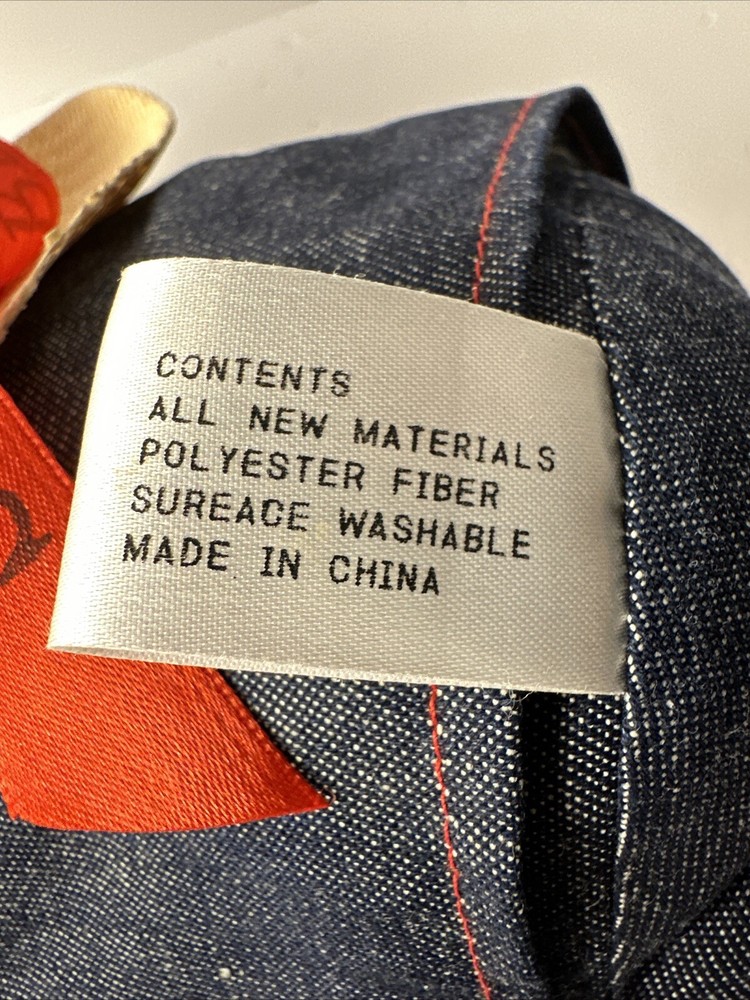 CONTENTS
ALL NEW MATERIALS
POLYESTER FIBER
SUREACE WASHABLE
MADE IN CHINA